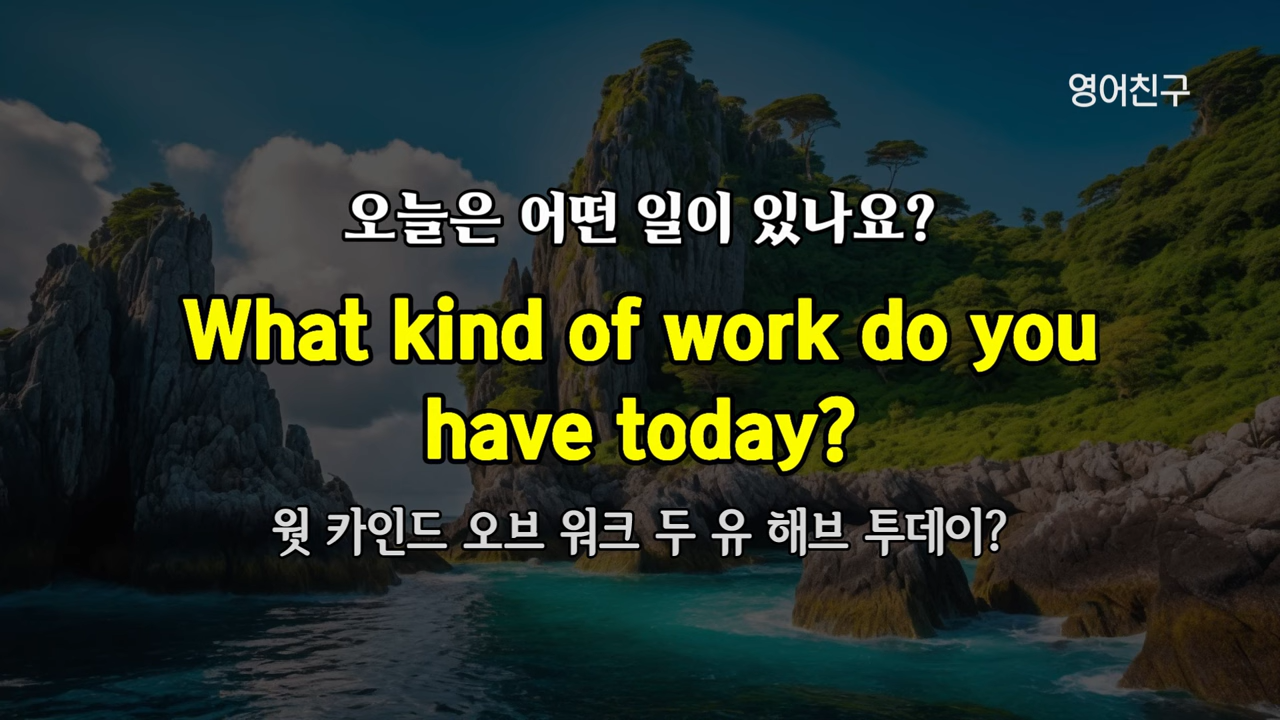 영어친구
오늘은 어떤 일이 있나요?
What kind of work do you
have today?
웟 카인드 오브 워크 두 유 해브 투데이?